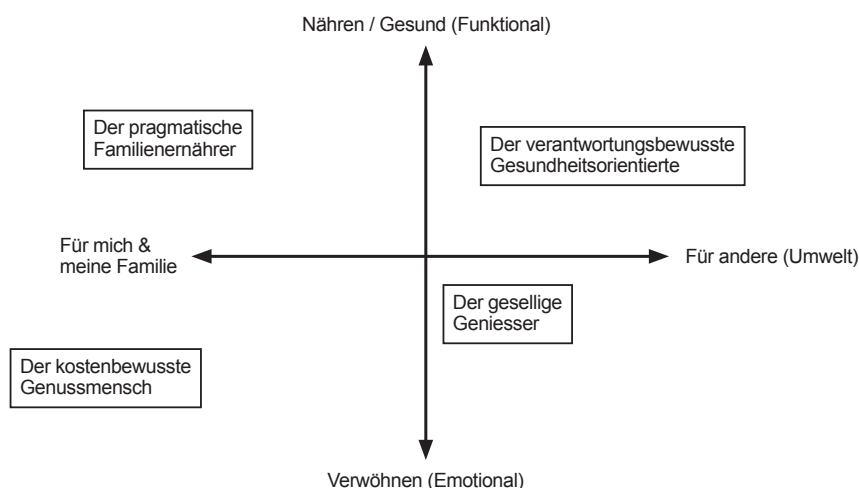 Nähren / Gesund (Funktional)
Der pragmatische
Familienernährer
Der verantwortungsbewusste
Gesundheitsorientierte
Für mich &
meine Familie
Für andere (Umwelt)
Der gesellige
Geniesser
Der kostenbewusste
Genussmensch
Verwöhnen (Emotional)